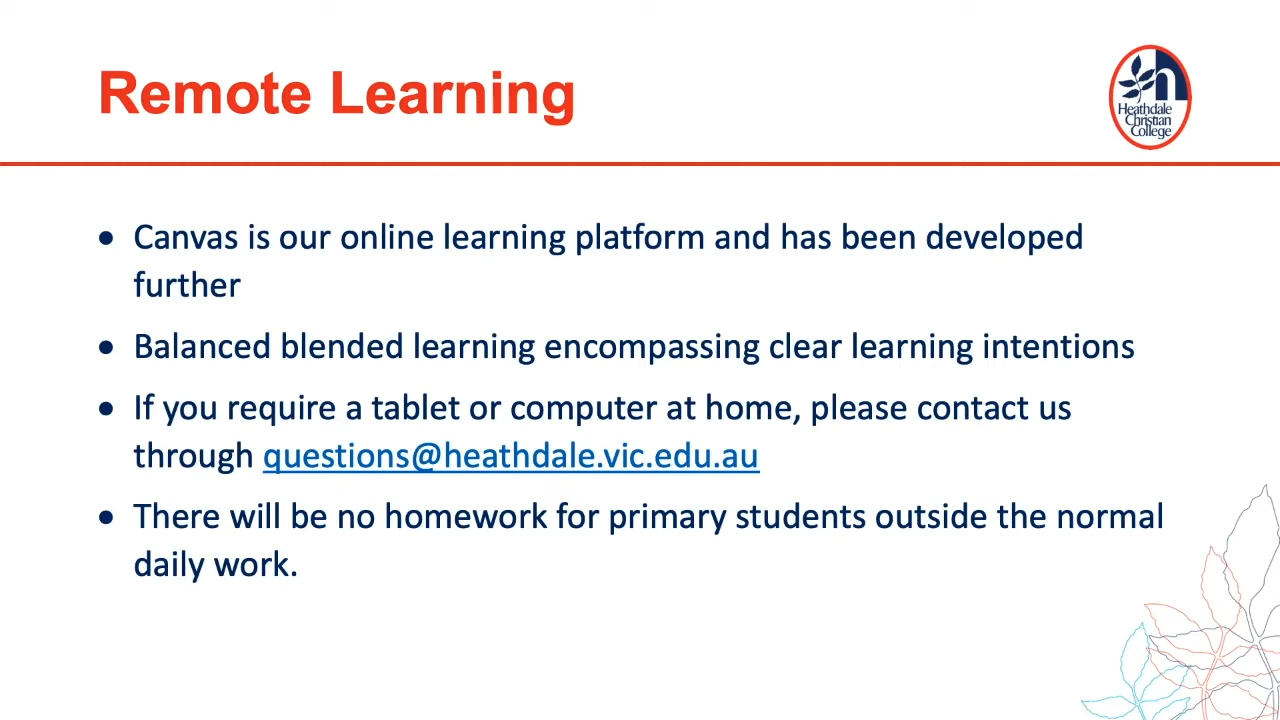 Remote Learning
h
Heathdale
Christian
College
• Canvas is our online learning platform and has been developed
further
• Balanced blended learning encompassing clear learning intentions
• If you require a tablet or computer at home, please contact us
through questions@heathdale.vic.edu.au
• There will be no homework for primary students outside the normal
daily work.